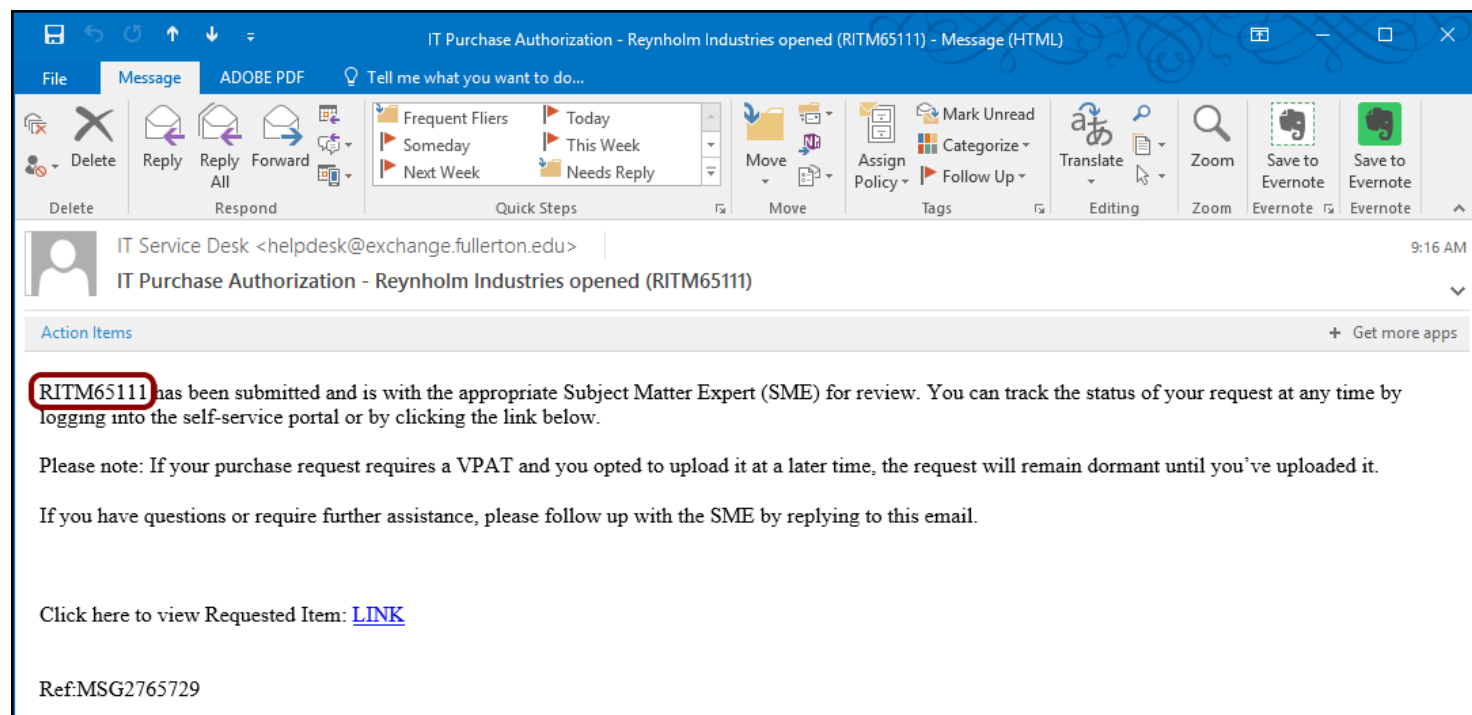 IT Purchase Authorization - Reynholm Industries opened (RITM65111) - Message (HTML)
File Message ADOBE PDF Tell me what you want to do...
Delete
Reply
Reply All
Forward
Frequent Fliers
Someday
Next Week
Today
This Week
Needs Reply
Move
Assign Policy
Mark Unread
Categorize
Follow Up
Translate
Zoom
Save to Evernote
Save to Evernote
Delete Respond Quick Steps Move Tags Editing Zoom Evernote Evernote
IT Service Desk <helpdesk@exchange.fullerton.edu> 9:16 AM
IT Purchase Authorization - Reynholm Industries opened (RITM65111)
Action Items + Get more apps
RITM65111 has been submitted and is with the appropriate Subject Matter Expert (SME) for review. You can track the status of your request at any time by
logging into the self-service portal or by clicking the link below.
Please note: If your purchase request requires a VPAT and you opted to upload it at a later time, the request will remain dormant until you’ve uploaded it.
If you have questions or require further assistance, please follow up with the SME by replying to this email.
Click here to view Requested Item: LINK
Ref:MSG2765729